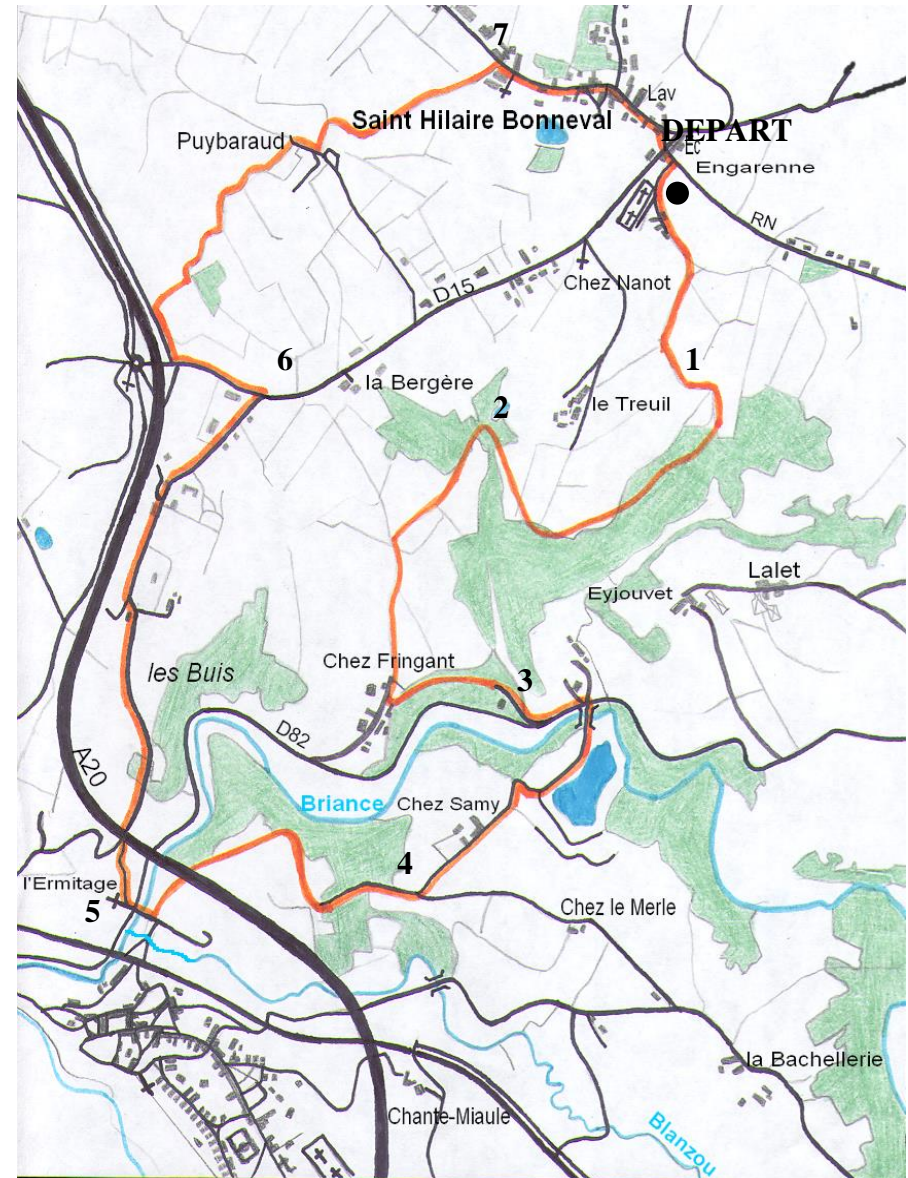 7
Lav
Saint Hilaire Bonneval
DEPART
Puybaraud
Ec
Engarenne
RN
Chez Nanot
D15
1
6
la Bergère
le Treuil
2
Lalet
Eyjouvet
Chez Fringant
les Buis
3
D82
A20
Briance
Chez Samy
4
l'Ermitage
5
Chez le Merle
la Bachellerie
Chante-Miaule
Blanzou